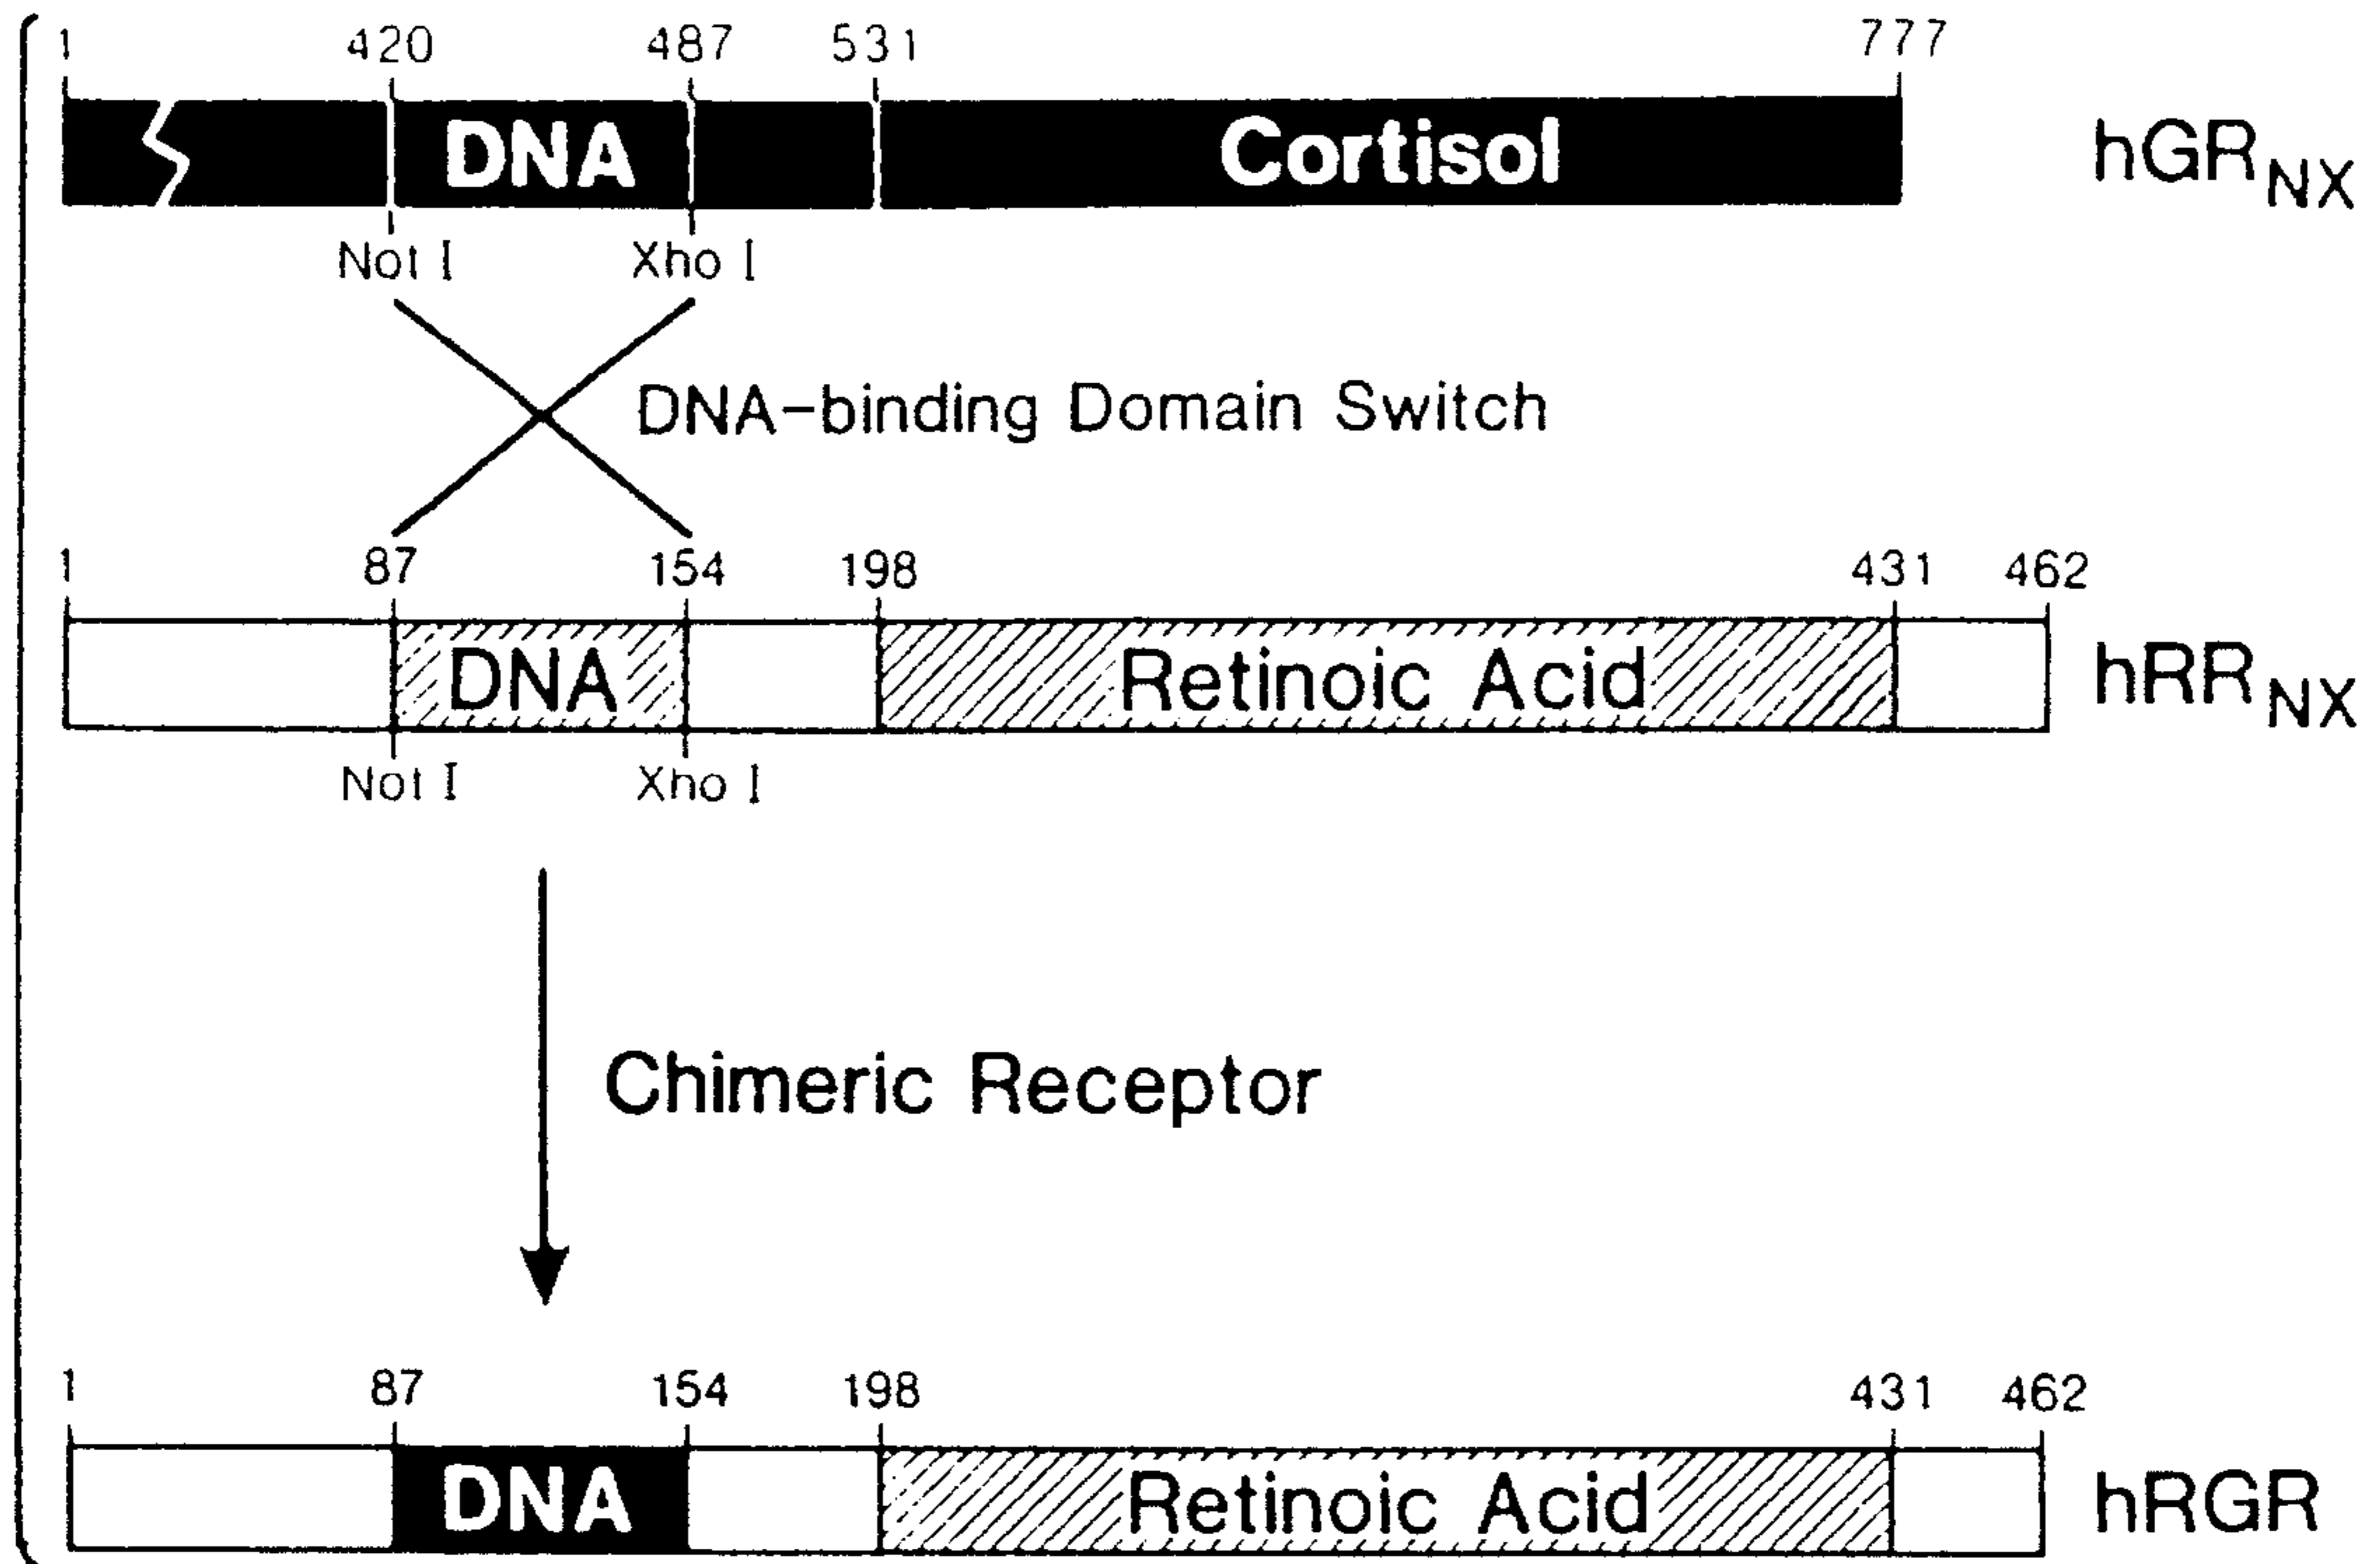 1 420 487 531 777
DNA Cortisol hGRNX
Not I Xho I
DNA-binding Domain Switch
1 87 154 198 431 462
DNA Retinoic Acid hRRNX
Not I Xho I
Chimeric Receptor
1 87 154 198 431 462
DNA Retinoic Acid hRGR